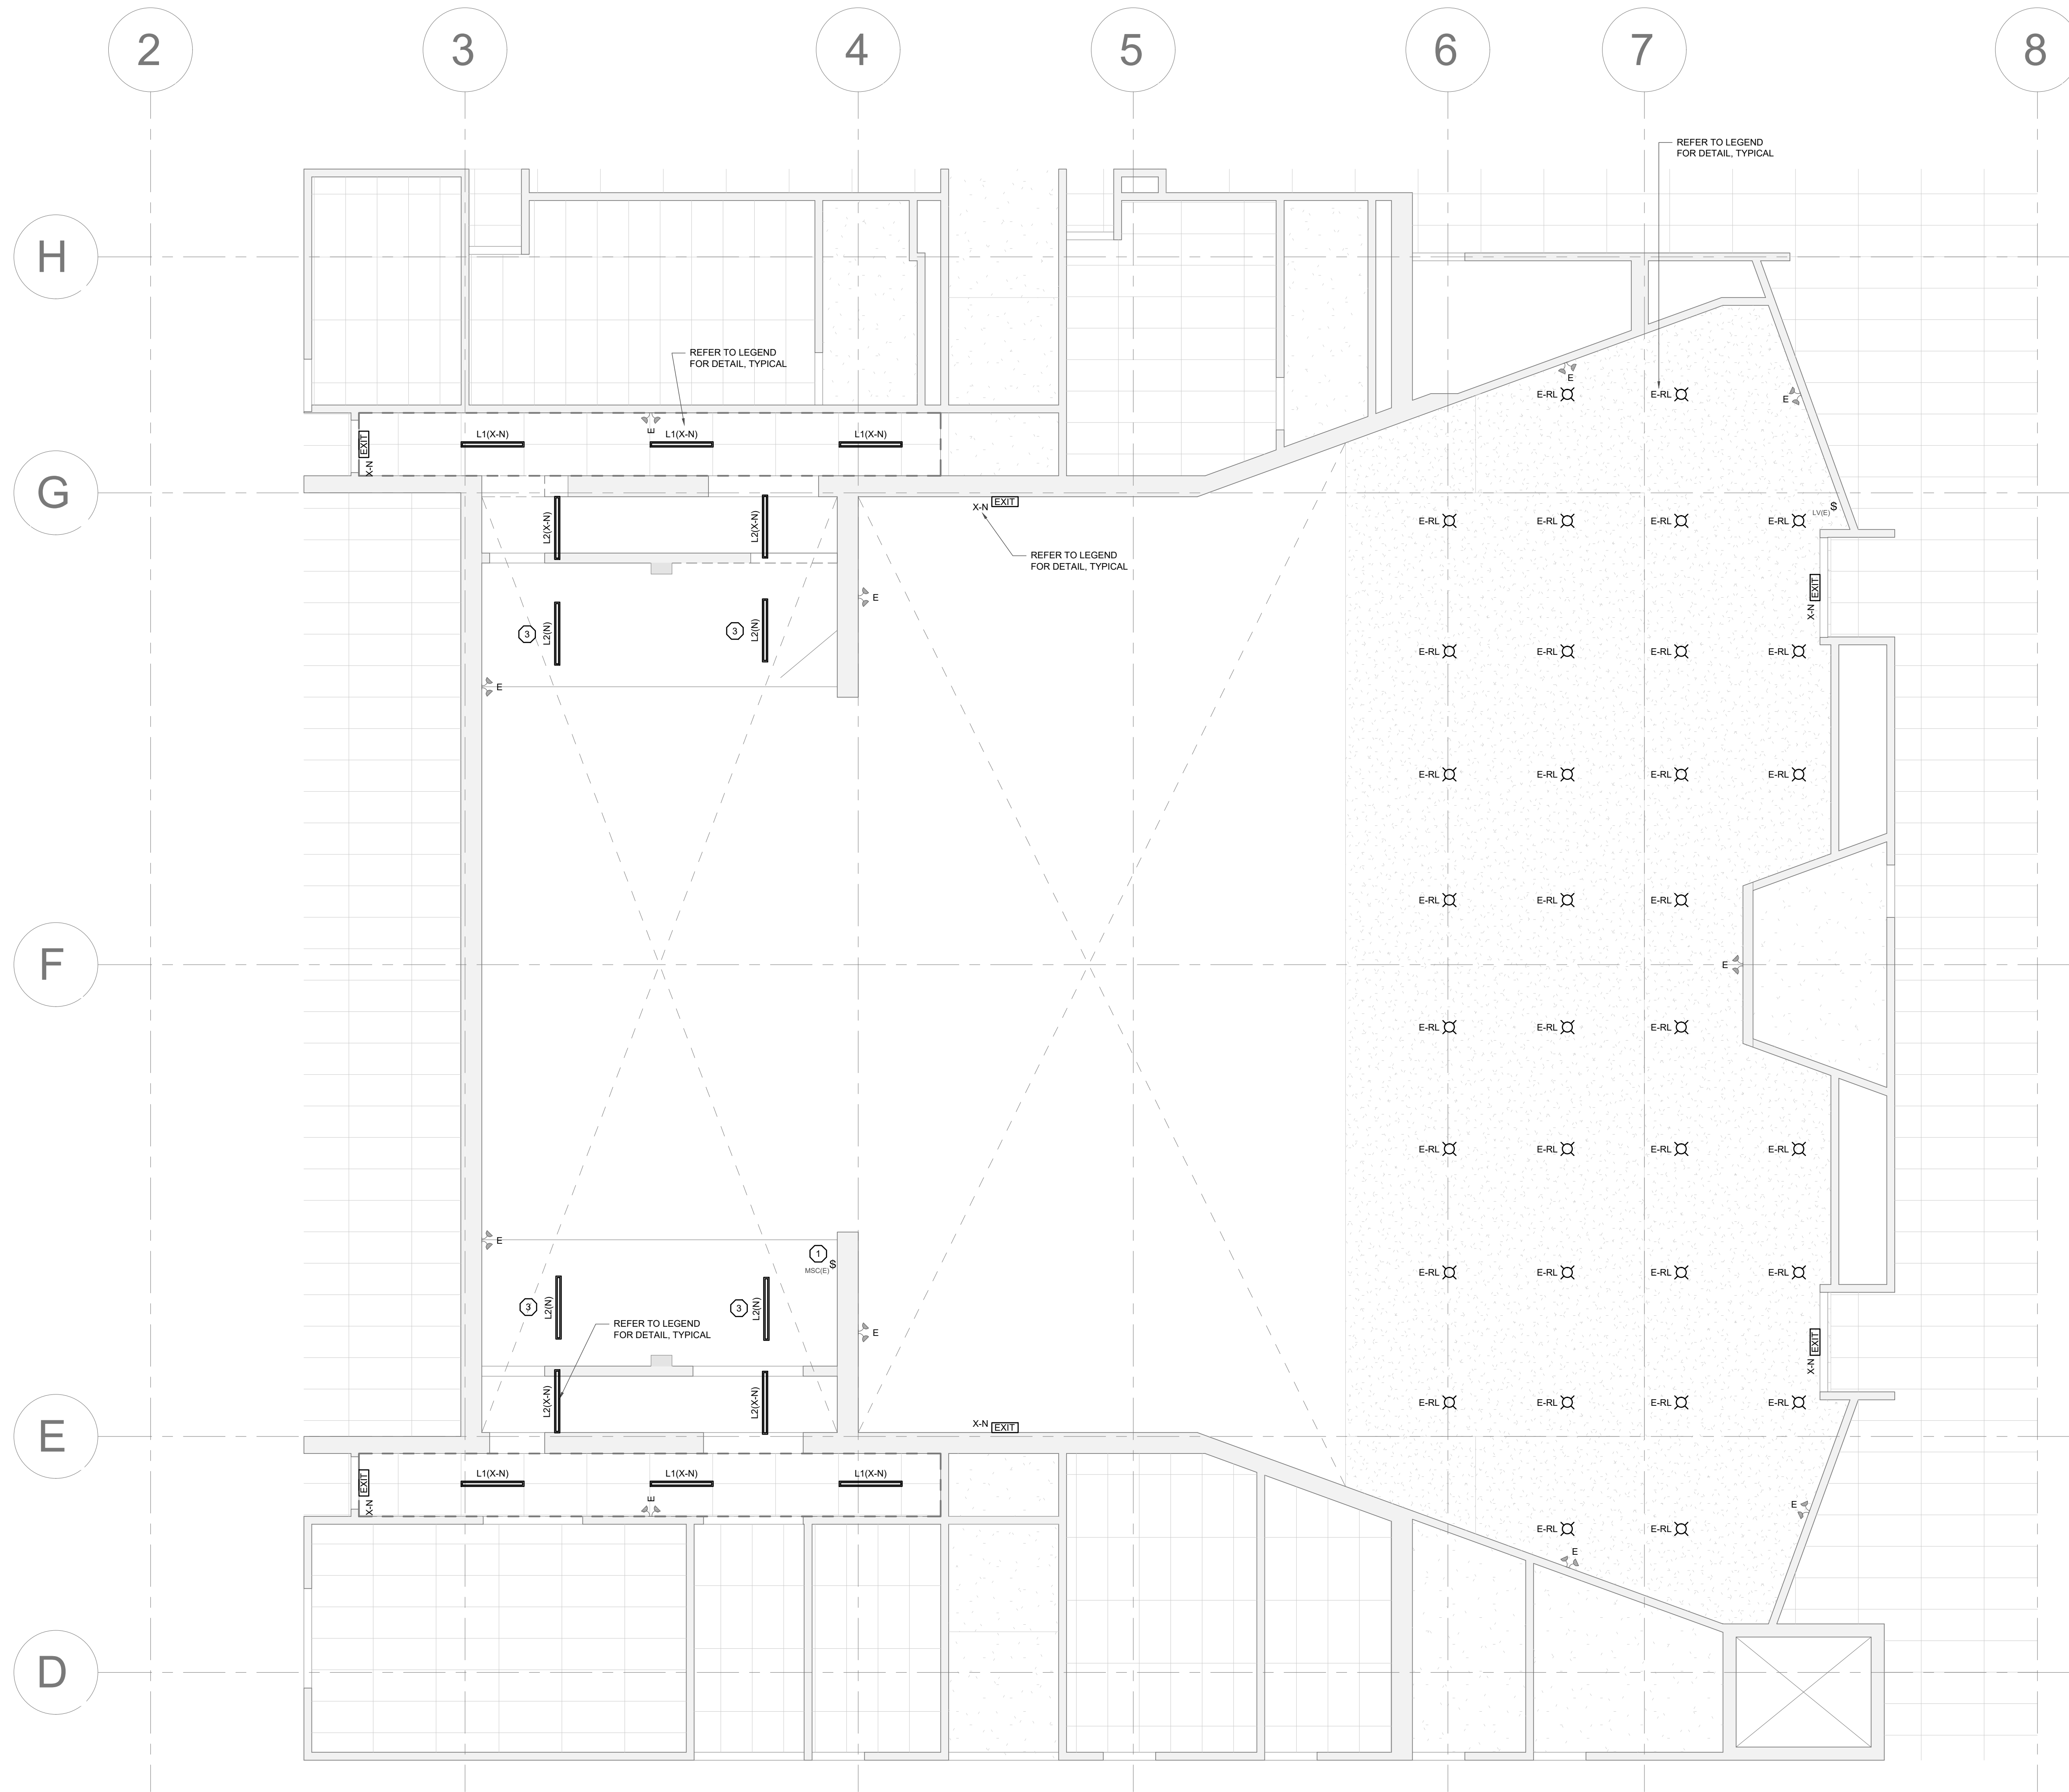 2 3 4 5 6 7 8
REFER TO LEGEND
FOR DETAIL, TYPICAL
H
REFER TO LEGEND
FOR DETAIL, TYPICAL
E
E-RL E-RL E
E
L1(X-N) L1(X-N) L1(X-N)
EXIT
X-N
G
X-N EXIT
LV(E) $
L2(X-N) L2(X-N)
E-RL E-RL E-RL E-RL
REFER TO LEGEND
FOR DETAIL, TYPICAL
EXIT
X-N
E
3 L2(N) 3 L2(N)
E-RL E-RL E-RL E-RL
E
E-RL E-RL E-RL E-RL
E-RL E-RL E-RL
F
E
E-RL E-RL E-RL
E-RL E-RL E-RL E-RL
E
1
MSC(E) $
E-RL E-RL E-RL E-RL
3 L2(N) 3 L2(N)
REFER TO LEGEND
FOR DETAIL, TYPICAL
E
EXIT
X-N
L2(X-N) L2(X-N)
E-RL E-RL E-RL E-RL
X-N EXIT
E
L1(X-N) L1(X-N) L1(X-N)
EXIT
X-N
E
E
E-RL E-RL
E
D